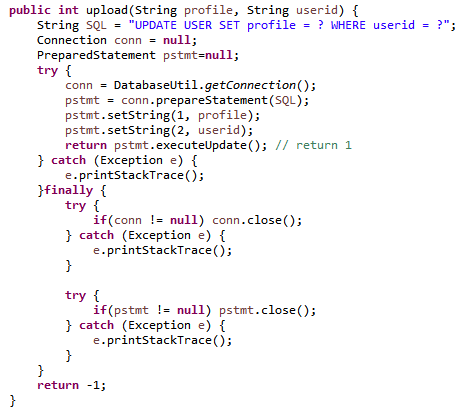 public int upload(String profile, String userid) {
    String SQL = "UPDATE USER SET profile = ? WHERE userid = ?";
    Connection conn = null;
    PreparedStatement pstmt=null;
    try {
        conn = DatabaseUtil.getConnection();
        pstmt = conn.prepareStatement(SQL);
        pstmt.setString(1, profile);
        pstmt.setString(2, userid);
        return pstmt.executeUpdate(); // return 1
    } catch (Exception e) {
        e.printStackTrace();
    }finally {
        try {
            if(conn != null) conn.close();
        } catch (Exception e) {
            e.printStackTrace();
        }

        try {
            if(pstmt != null) pstmt.close();
        } catch (Exception e) {
            e.printStackTrace();
        }
    }
    return -1;
}